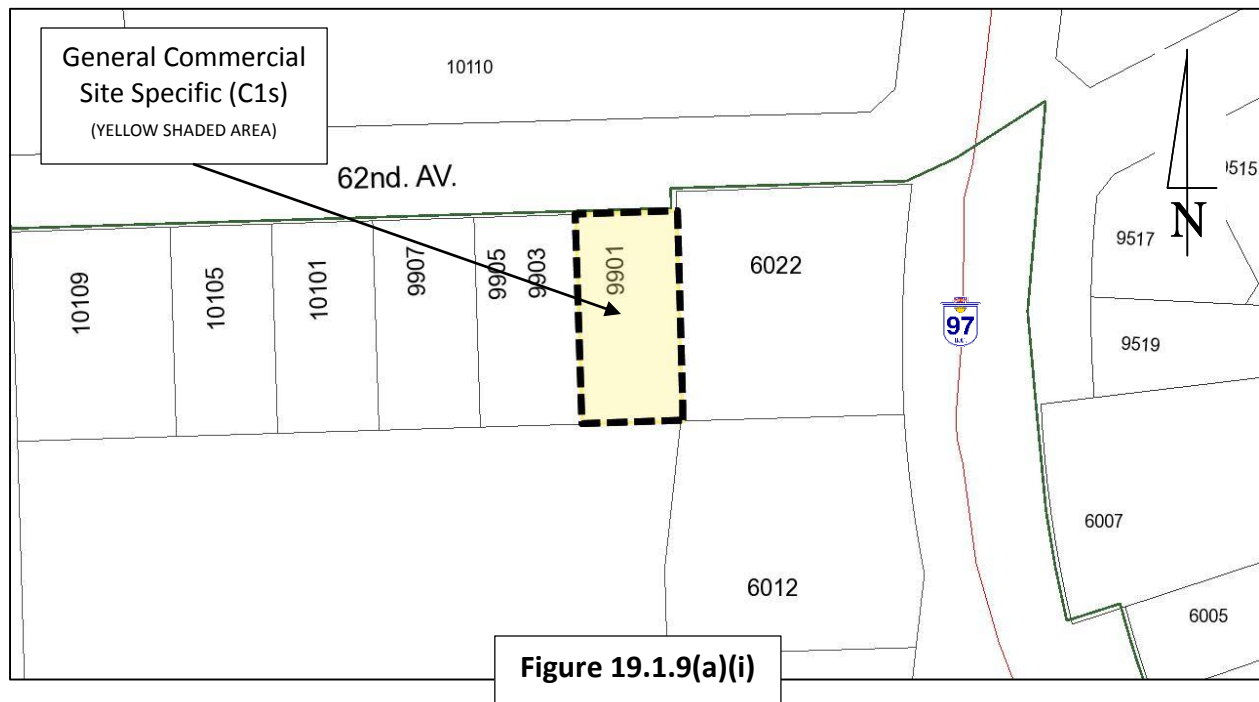 General Commercial
Site Specific (C1s)
(YELLOW SHADED AREA)
10110
62nd. AV.
N
9515
9517
9519
10109
10105
10101
9907
9905
9903
9901
6022
97
B.C.
6007
6012
6005
Figure 19.1.9(a)(i)